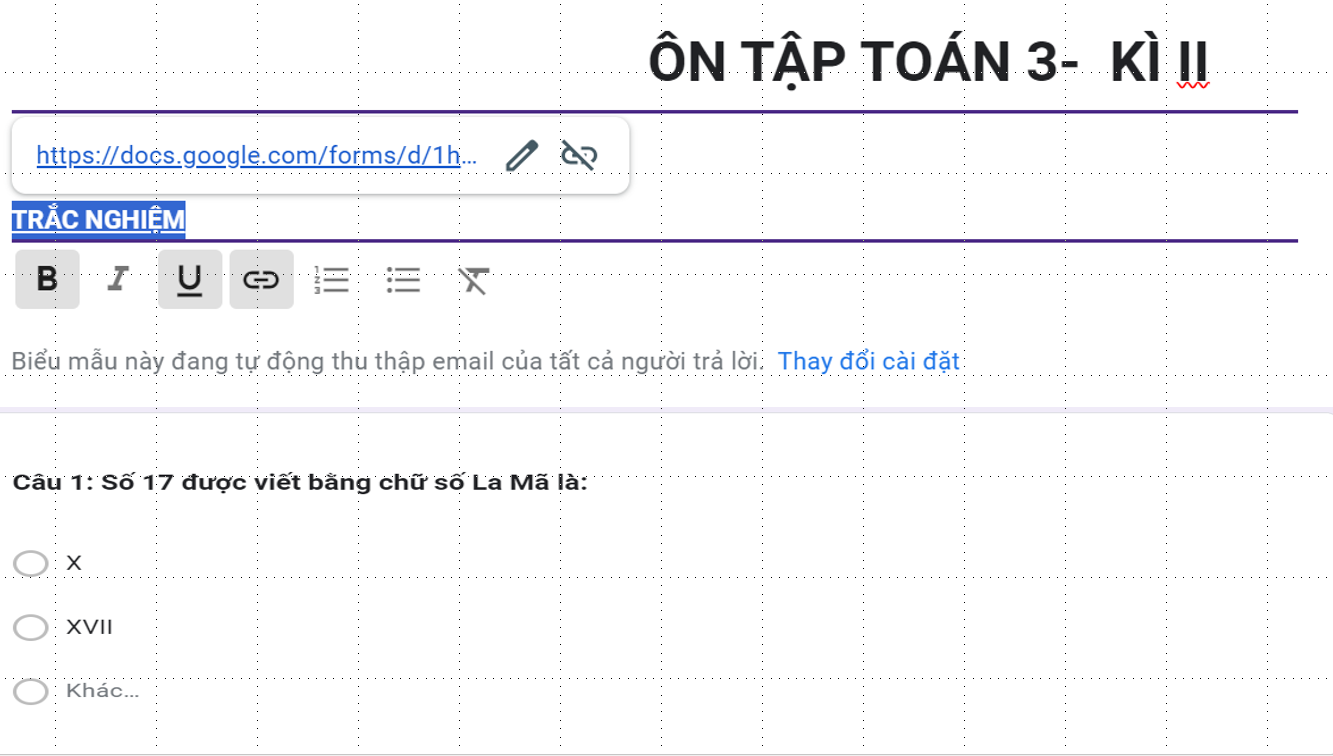 ÔN TẬP TOÁN 3- KÌ II
https://docs.google.com/forms/d/1h...
TRẮC NGHIỆM
B I U
Biểu mẫu này đang tự động thu thập email của tất cả người trả lời. Thay đổi cài đặt
Câu 1: Số 17 được viết bằng chữ số La Mã là:
X
XVII
Khác...